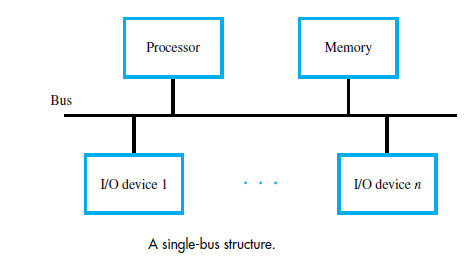 Processor
Memory
Bus
I/O device 1
. . .
I/O device n
A single-bus structure.